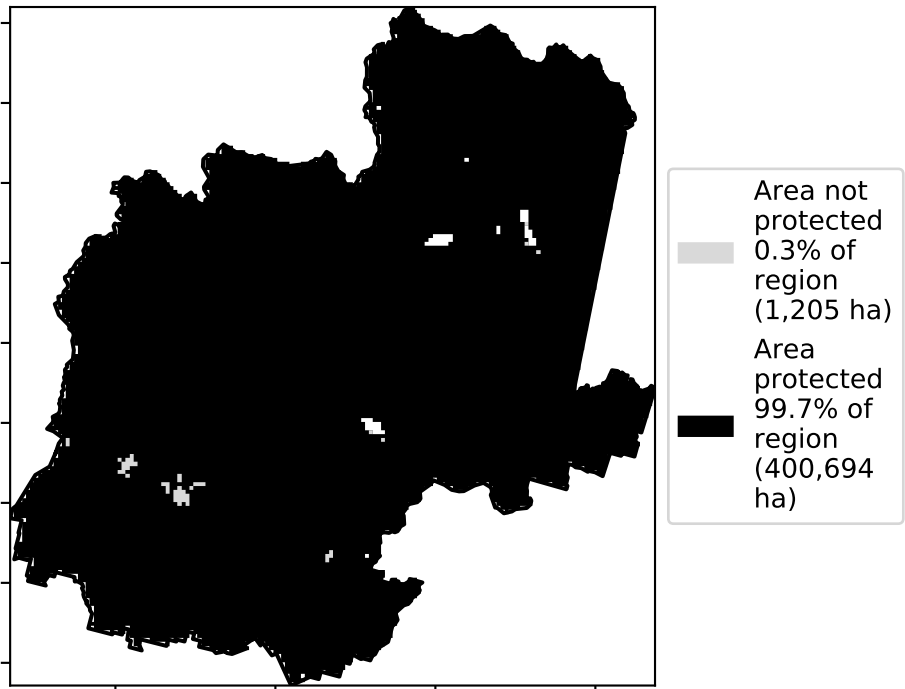 Area not
protected
0.3% of
region
(1,205 ha)
Area
protected
99.7% of
region
(400,694
ha)